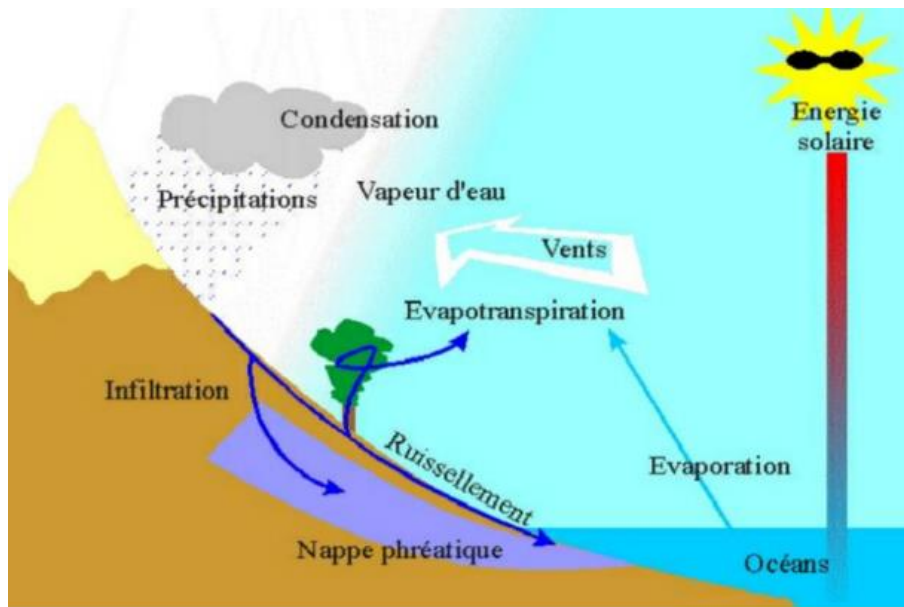 Energie
solaire
Condensation
Précipitations
Vapeur d'eau
Vents
Evapotranspiration
Infiltration
Ruissellement
Evaporation
Nappe phréatique
Océans